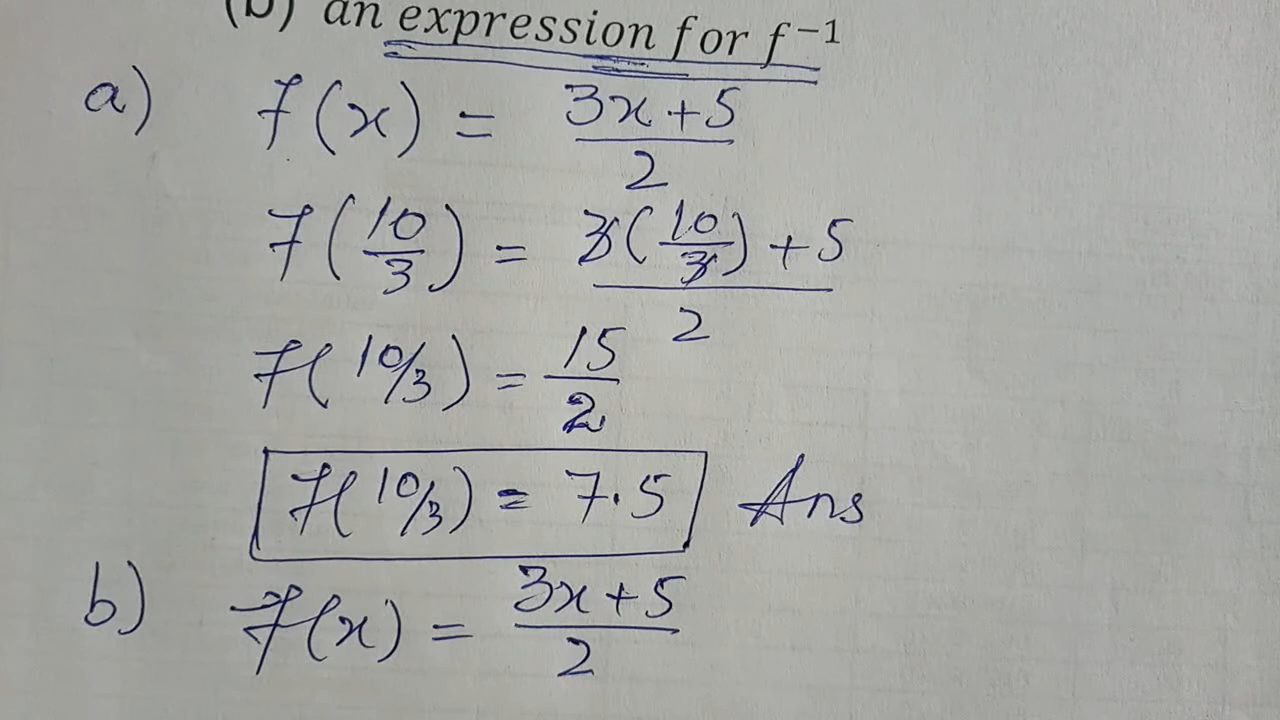 (b) an expression for f⁻¹
a) f(x) = (3x+5)/2
f(10/3) = (3(10/3)+5)/2
f(10/3) = 15/2
f(10/3) = 7.5 Ans
b) f(x) = (3x+5)/2